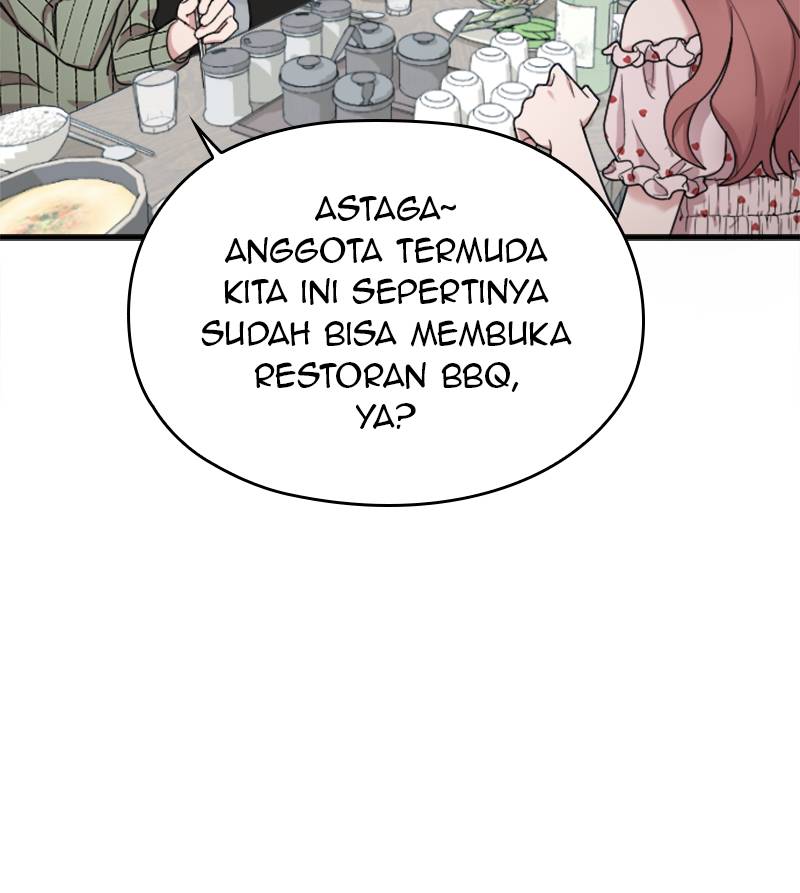 ASTAGA~
ANGGOTA TERMUDA
KITA INI SEPERTINYA
SUDAH BISA MEMBUKA
RESTORAN BBQ,
YA?